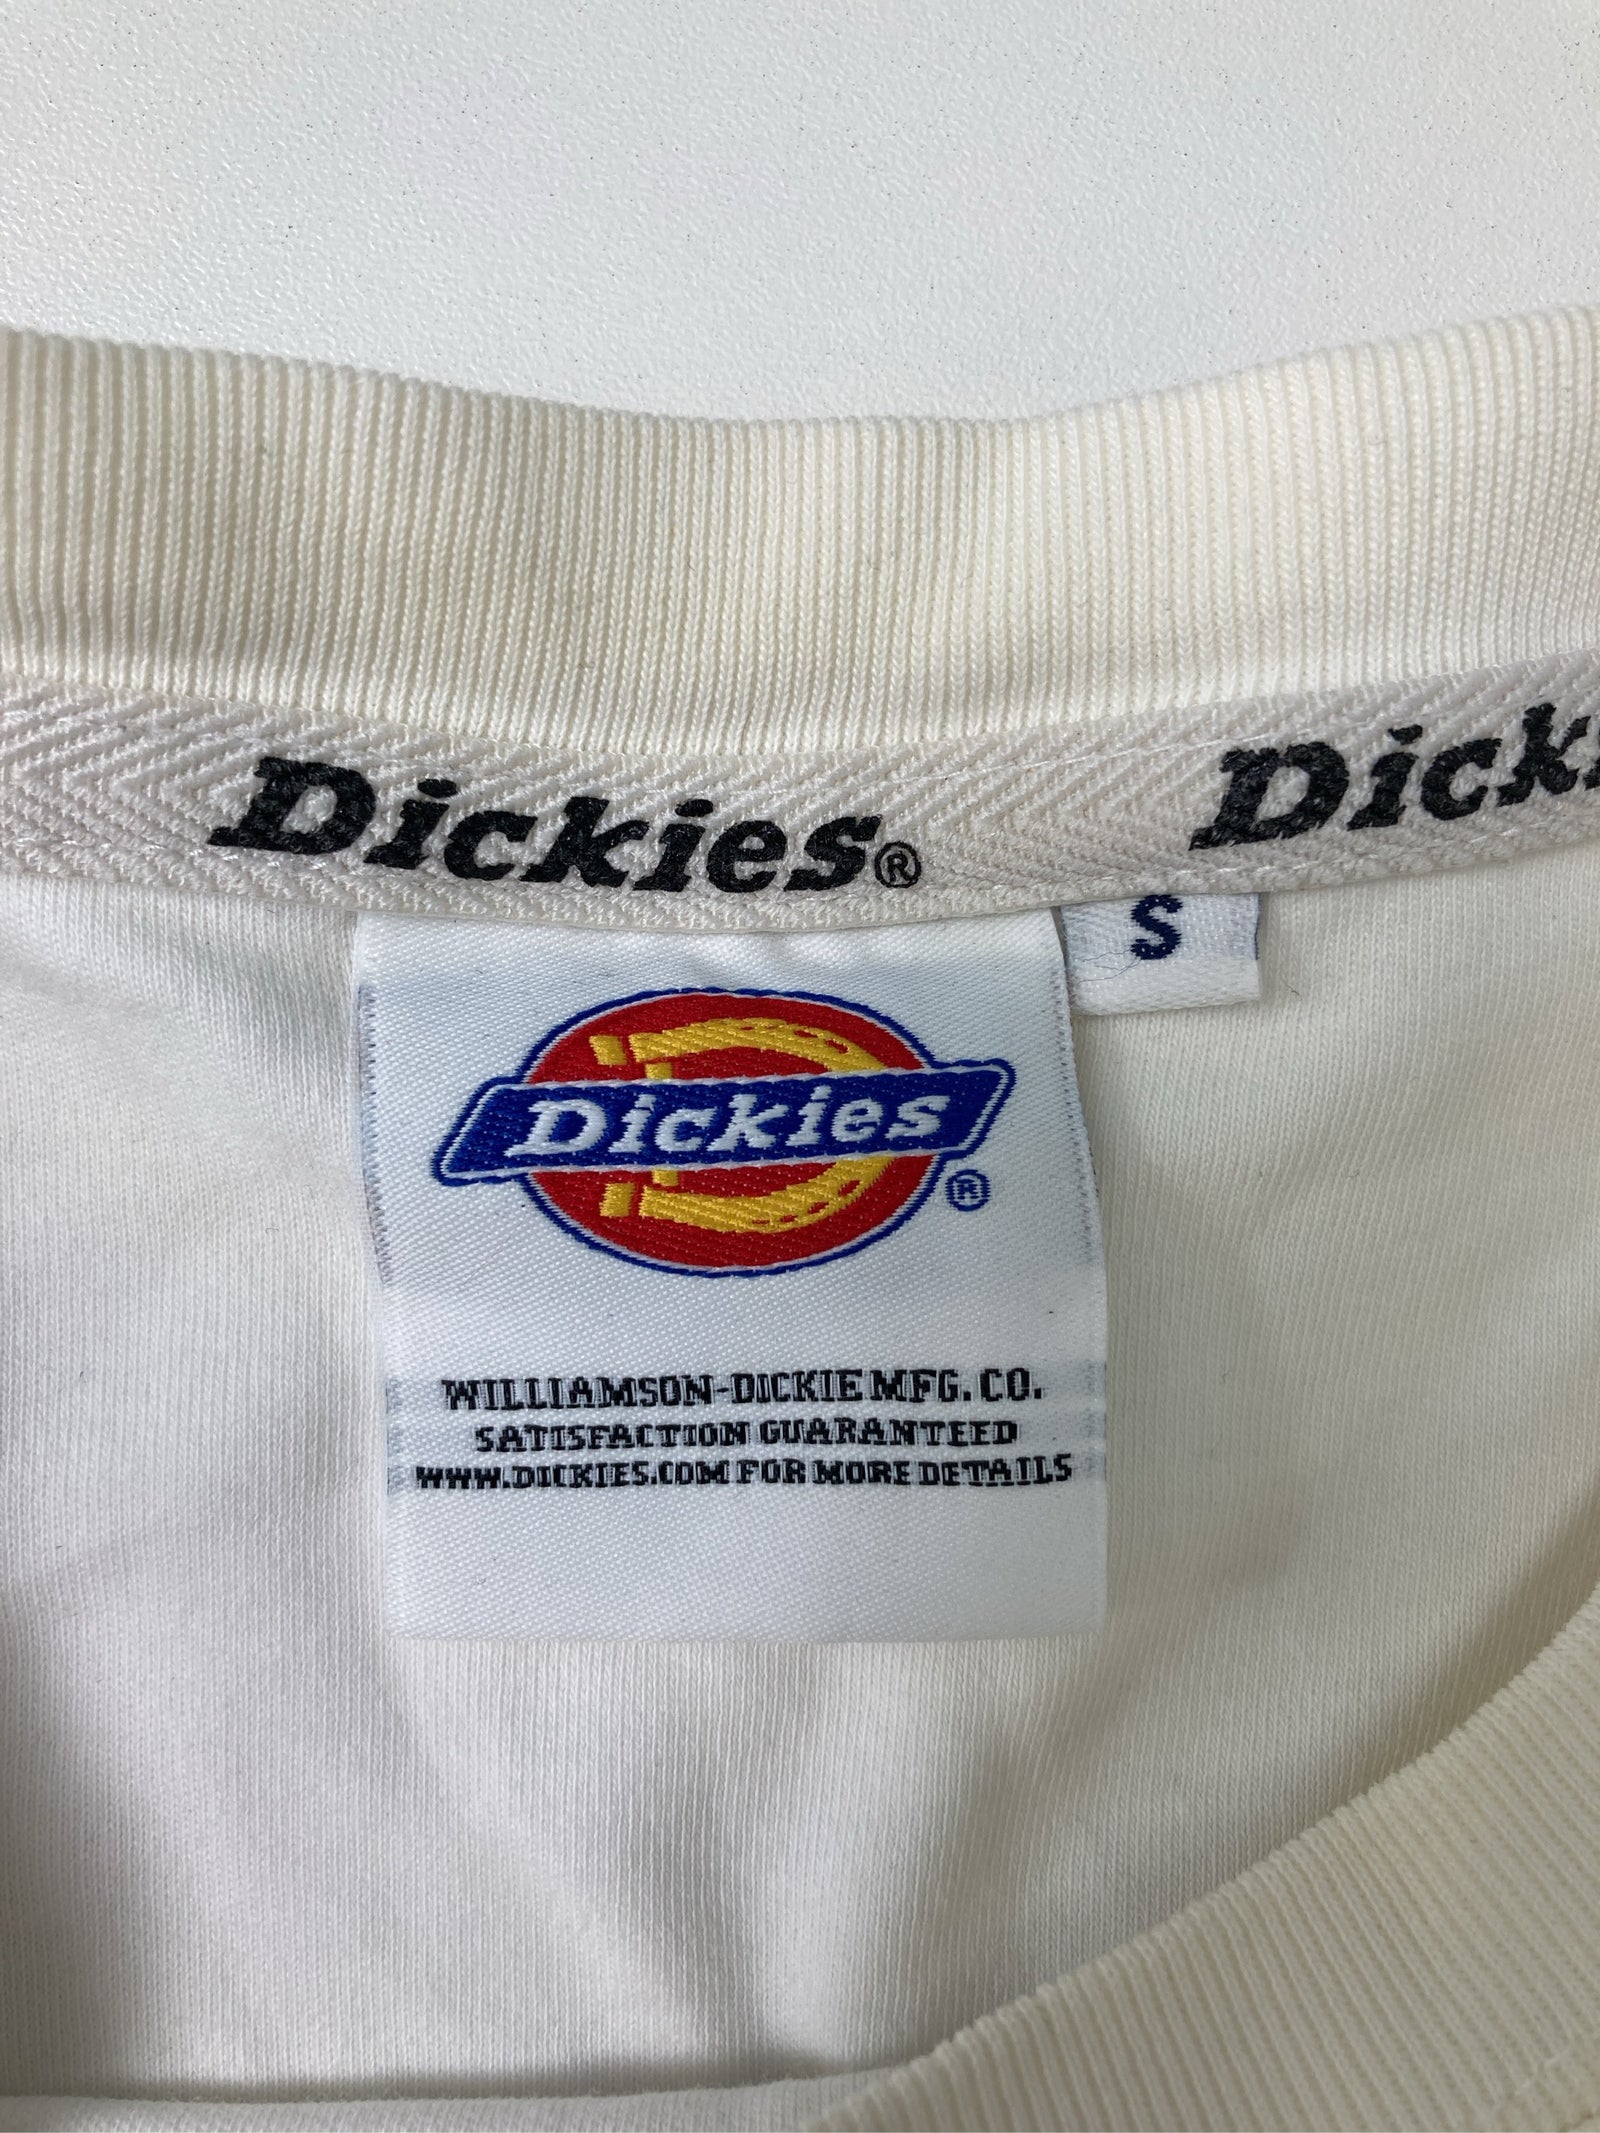 Dickies®
Dick
S
Dickies
®
WILLIAMSON-DICKIE MFG. CO.
SATISFACTION GUARANTEED
WWW.DICKIES.COM FOR MORE DETAILS